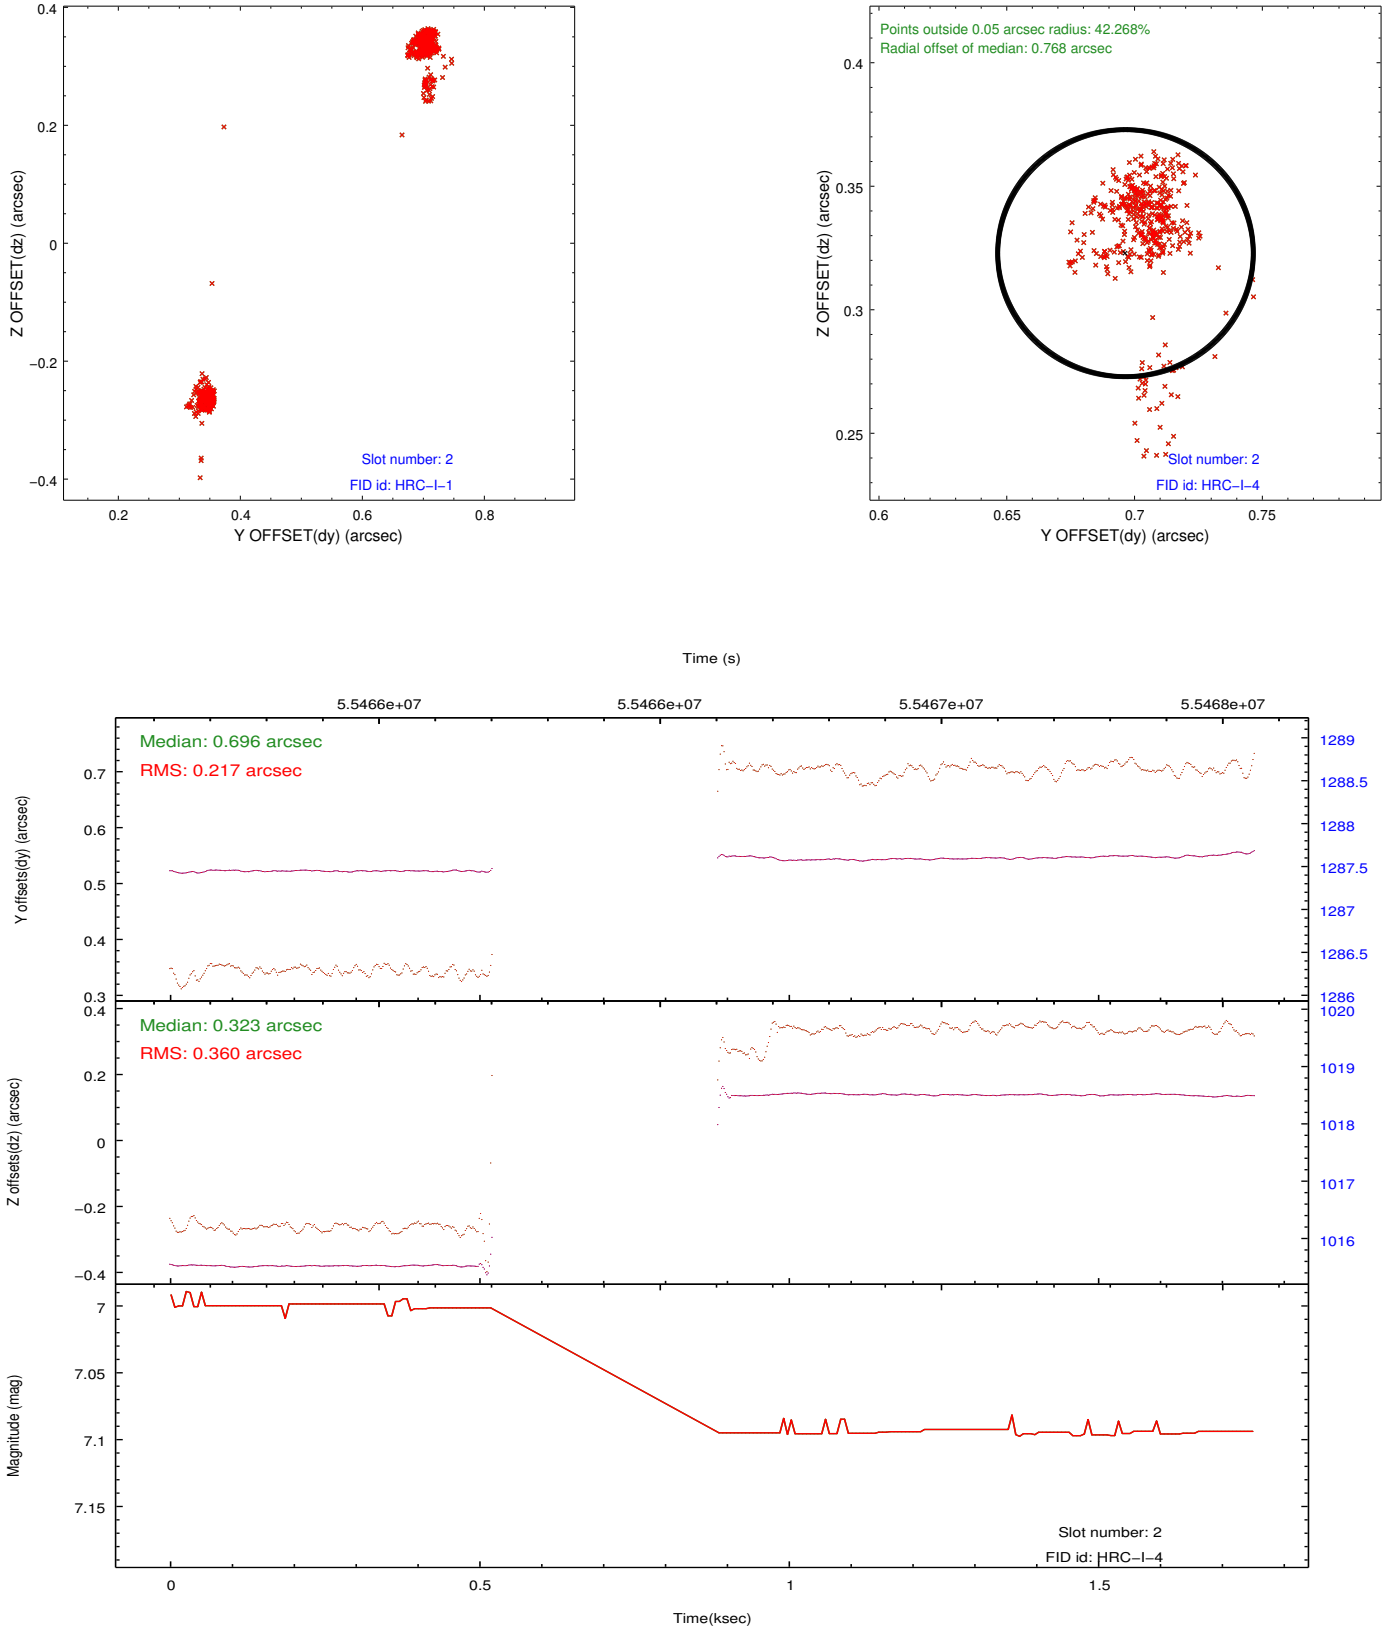 0.4
0.2
0
−0.2
−0.4
Z OFFSET(dz) (arcsec)
Slot number: 2
FID id: HRC−I−1
0.2 0.4 0.6 0.8
Y OFFSET(dy) (arcsec)
Points outside 0.05 arcsec radius: 42.268%
Radial offset of median: 0.768 arcsec
0.4
0.35
0.3
0.25
Z OFFSET(dz) (arcsec)
Slot number: 2
FID id: HRC−I−4
0.6 0.65 0.7 0.75
Y OFFSET(dy) (arcsec)
Time (s)
5.5466e+07 5.5466e+07 5.5467e+07 5.5468e+07
Median: 0.696 arcsec
RMS: 0.217 arcsec
0.7
0.6
0.5
0.4
0.3
Y offsets(dy) (arcsec)
1289
1288.5
1288
1287.5
1287
1286.5
1286
Median: 0.323 arcsec
RMS: 0.360 arcsec
0.4
0.2
0
−0.2
−0.4
Z offsets(dz) (arcsec)
1020
1019
1018
1017
1016
7
7.05
7.1
7.15
Magnitude (mag)
Slot number: 2
FID id: HRC−I−4
0 0.5 1 1.5
Time(ksec)